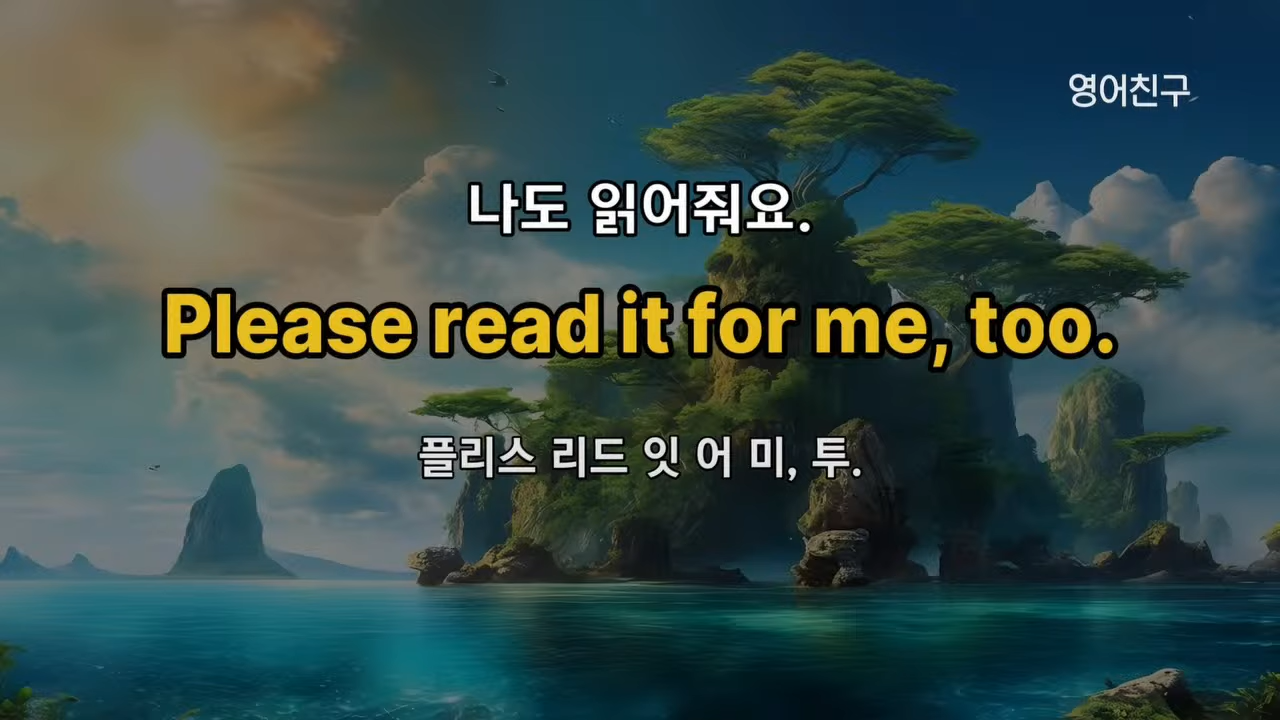 영어친구
나도 읽어줘요.
Please read it for me, too.
플리스 리드 잇 어 미, 투.